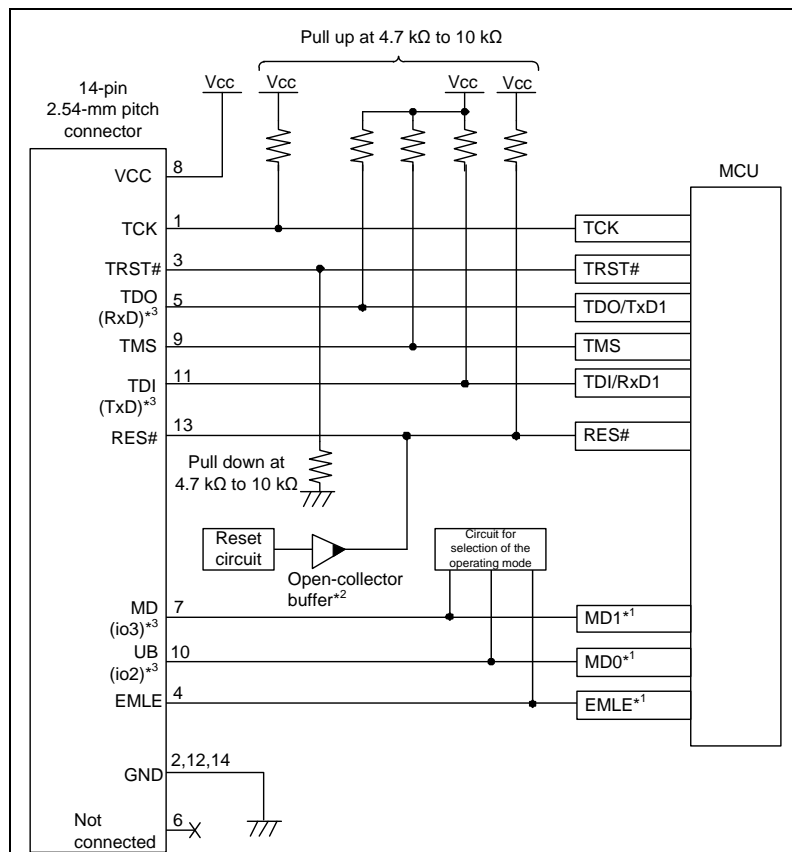 Pull up at 4.7 kΩ to 10 kΩ
14-pin
2.54-mm pitch
connector
Vcc
Vcc
Vcc
Vcc
MCU
VCC
8
TCK
1
TCK
TRST#
3
TRST#
TDO
(RxD)*3
5
TDO/TxD1
TMS
9
TMS
TDI
(TxD)*3
11
TDI/RxD1
RES#
13
RES#
Pull down at
4.7 kΩ to 10 kΩ
Reset
circuit
Open-collector
buffer*2
Circuit for
selection of the
operating mode
MD
(io3)*3
7
MD1*1
UB
(io2)*3
10
MD0*1
EMLE
4
EMLE*1
GND
2,12,14
Not
connected
6